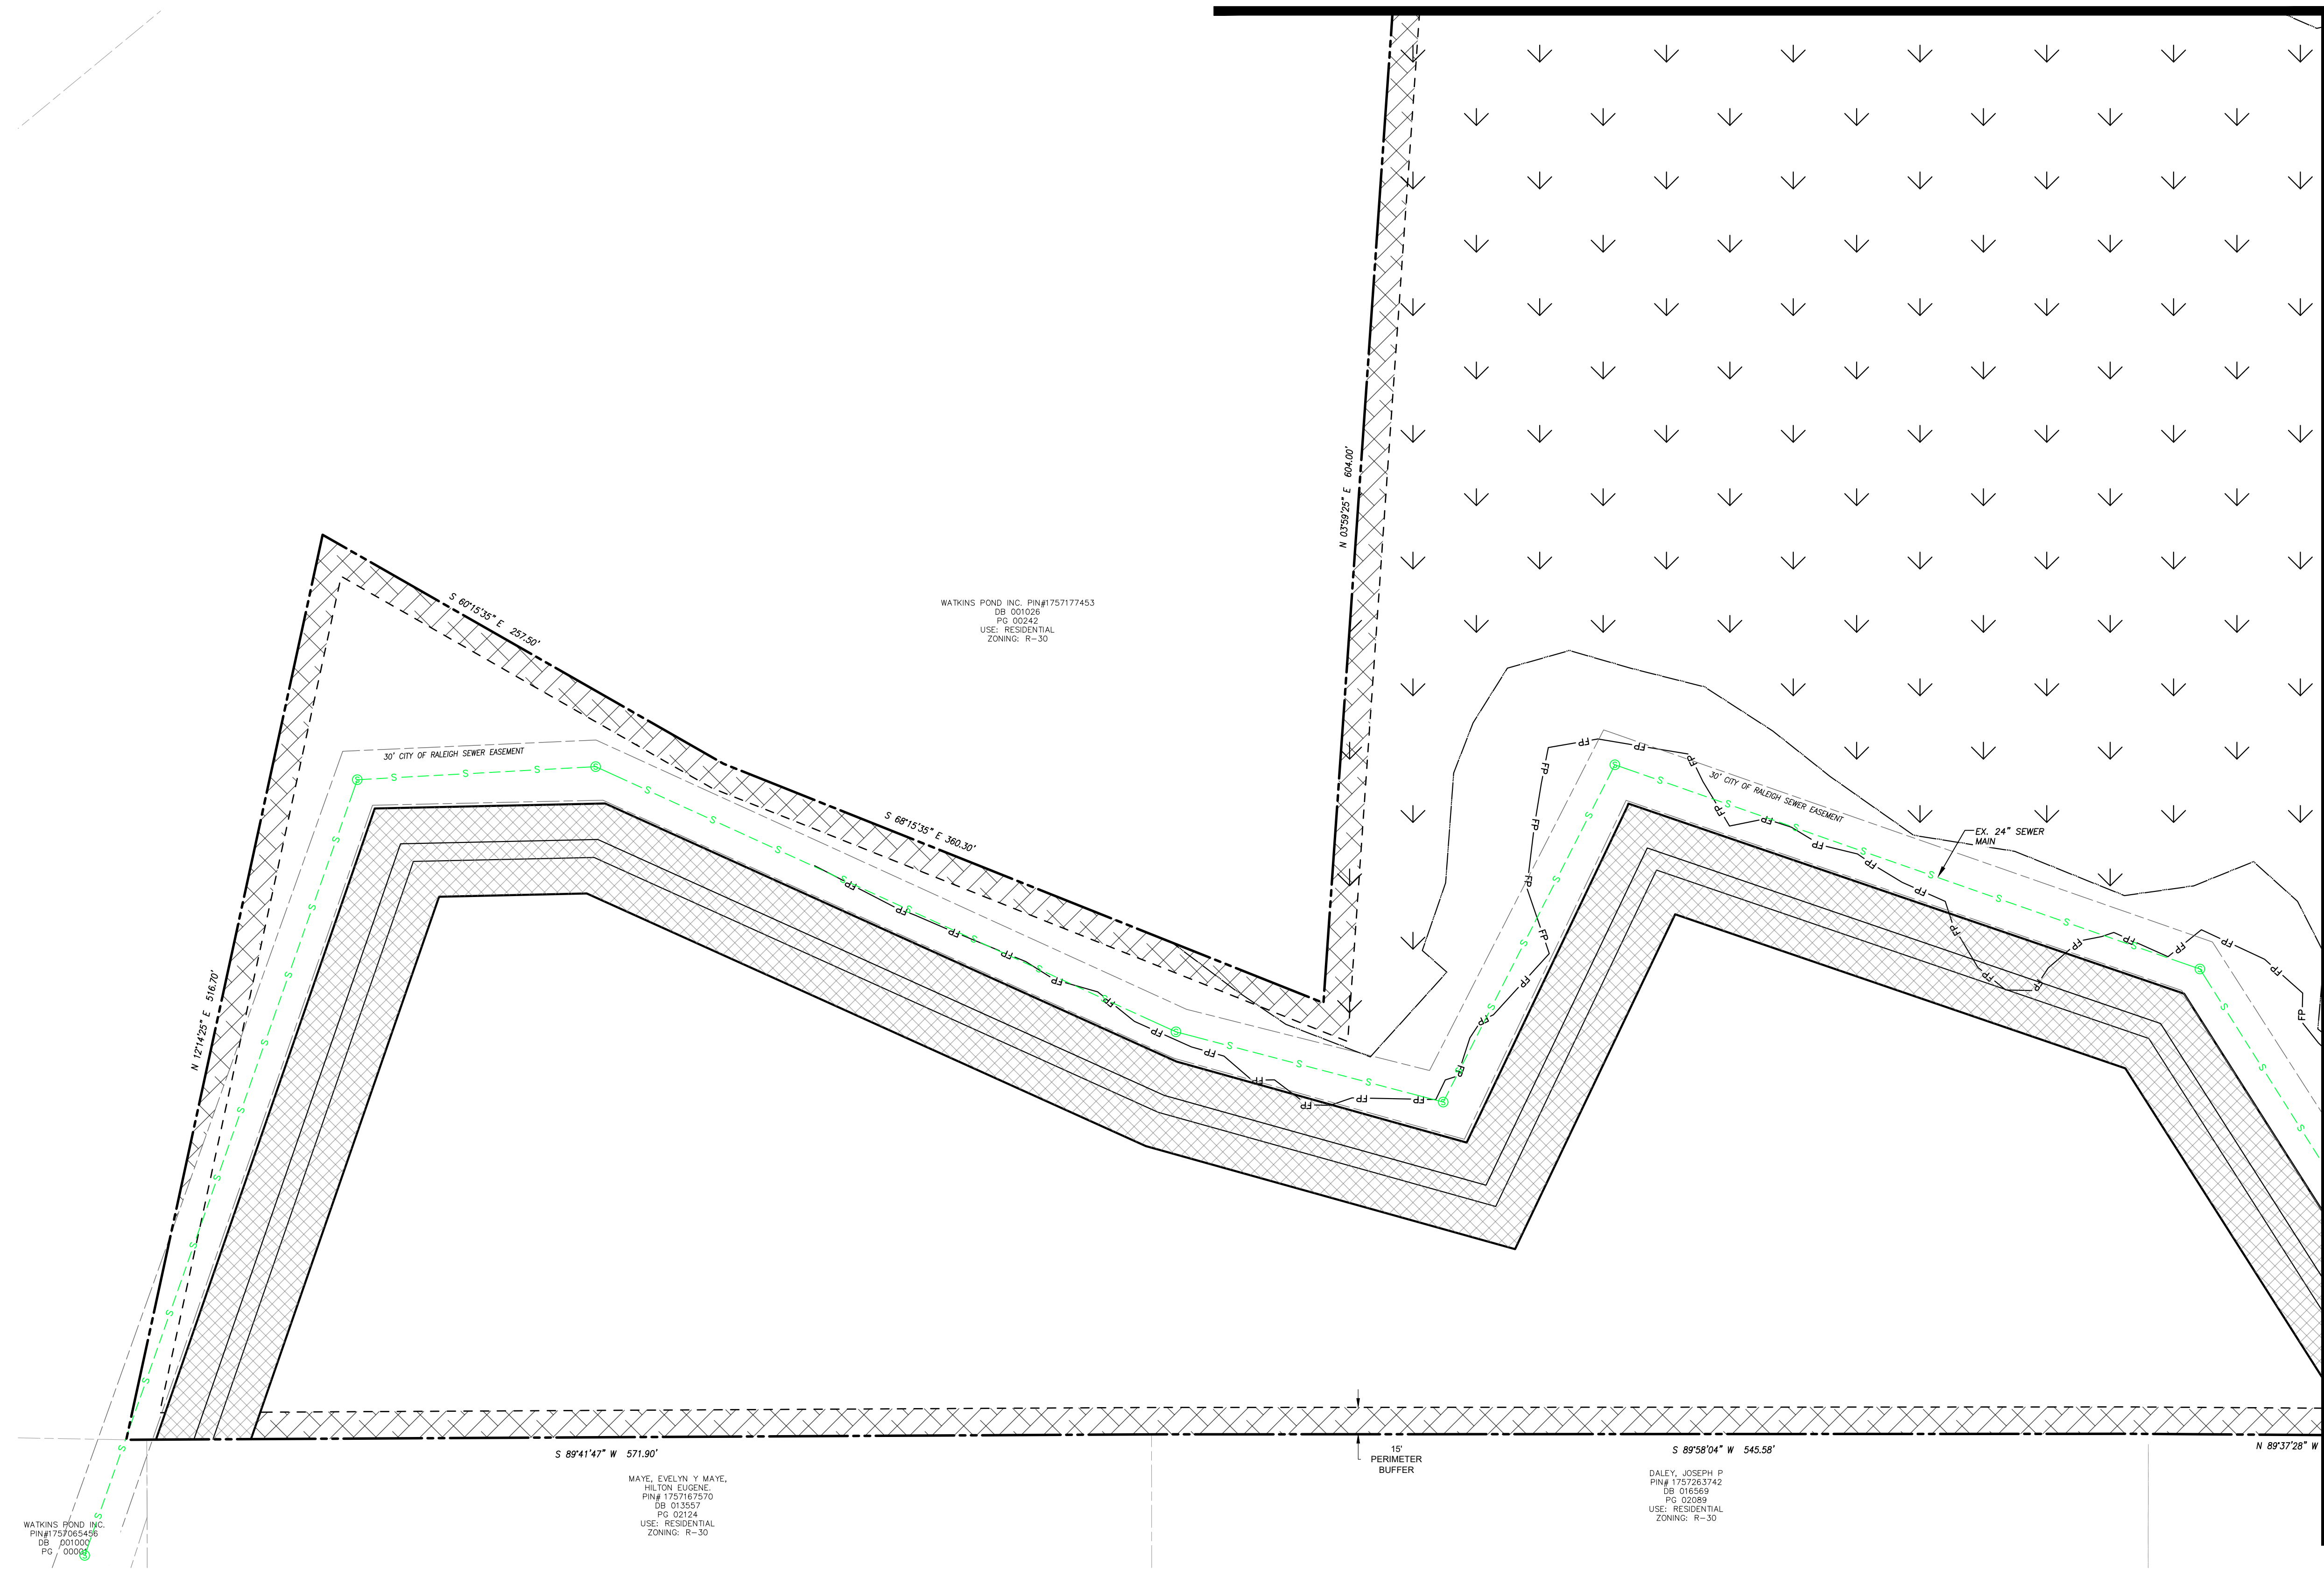 N 03°59'25" E 604.00'
S 60°15'35" E 257.50'
WATKINS POND INC. PIN#1757177453
DB 001026
PG 00242
USE: RESIDENTIAL
ZONING: R-30
30' CITY OF RALEIGH SEWER EASEMENT
S 68°15'35" E 360.30'
30' CITY OF RALEIGH SEWER EASEMENT
EX. 24" SEWER
MAIN
N 12°14'25" E 516.70'
S 89°41'47" W 571.90'
15'
PERIMETER
BUFFER
S 89°58'04" W 545.58'
N 89°37'28" W
MAYE, EVELYN Y MAYE,
HILTON EUGENE.
PIN# 1757167570
DB 013557
PG 02124
USE: RESIDENTIAL
ZONING: R-30
DALEY, JOSEPH P
PIN# 1757263742
DB 016569
PG 02089
USE: RESIDENTIAL
ZONING: R-30
WATKINS POND INC.
PIN#1757065456
DB 001000
PG